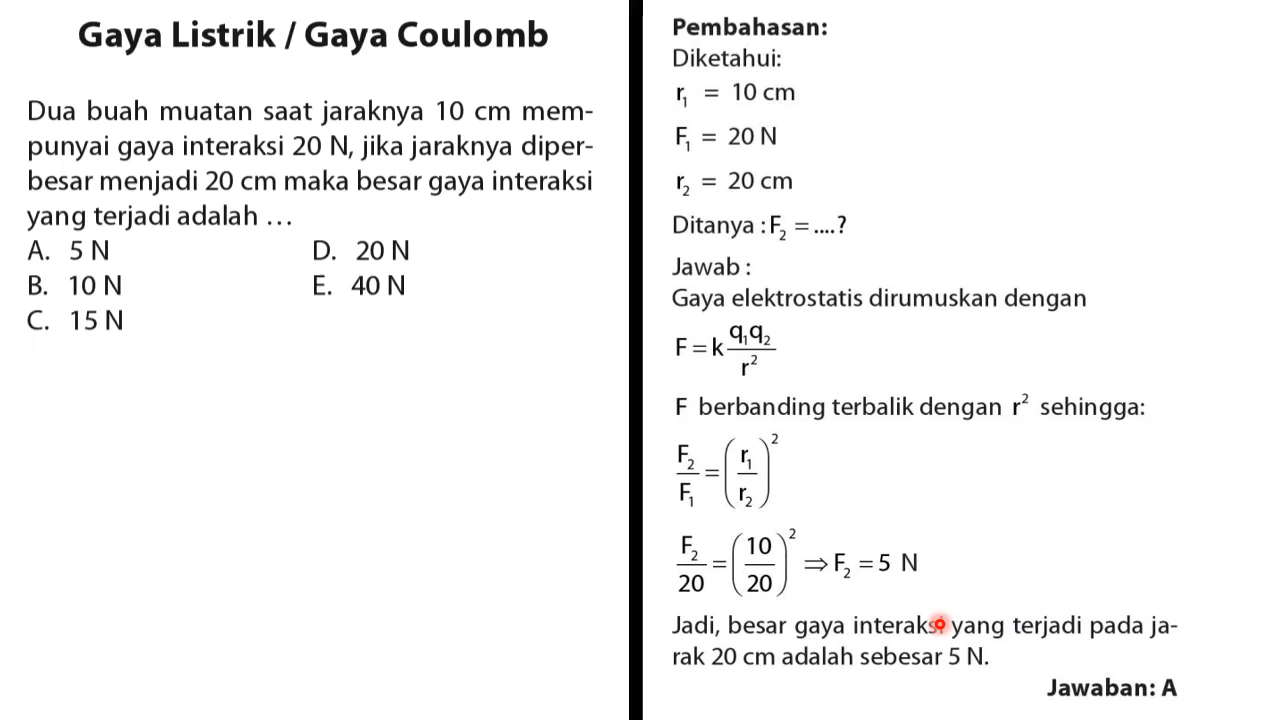 Gaya Listrik / Gaya Coulomb
Dua buah muatan saat jaraknya 10 cm mem-
punyai gaya interaksi 20 N, jika jaraknya diper-
besar menjadi 20 cm maka besar gaya interaksi
yang terjadi adalah ...
A. 5 N D. 20 N
B. 10 N E. 40 N
C. 15 N
Pembahasan:
Diketahui:
r₁ = 10 cm
F₁ = 20 N
r₂ = 20 cm
Ditanya : F₂ = ....?
Jawab :
Gaya elektrostatis dirumuskan dengan
F = k q₁q₂ / r²
F berbanding terbalik dengan r² sehingga:
F₂/F₁ = (r₁/r₂)²
F₂/20 = (10/20)² ⇒ F₂ = 5 N
Jadi, besar gaya interaksi yang terjadi pada ja-
rak 20 cm adalah sebesar 5 N.
Jawaban: A